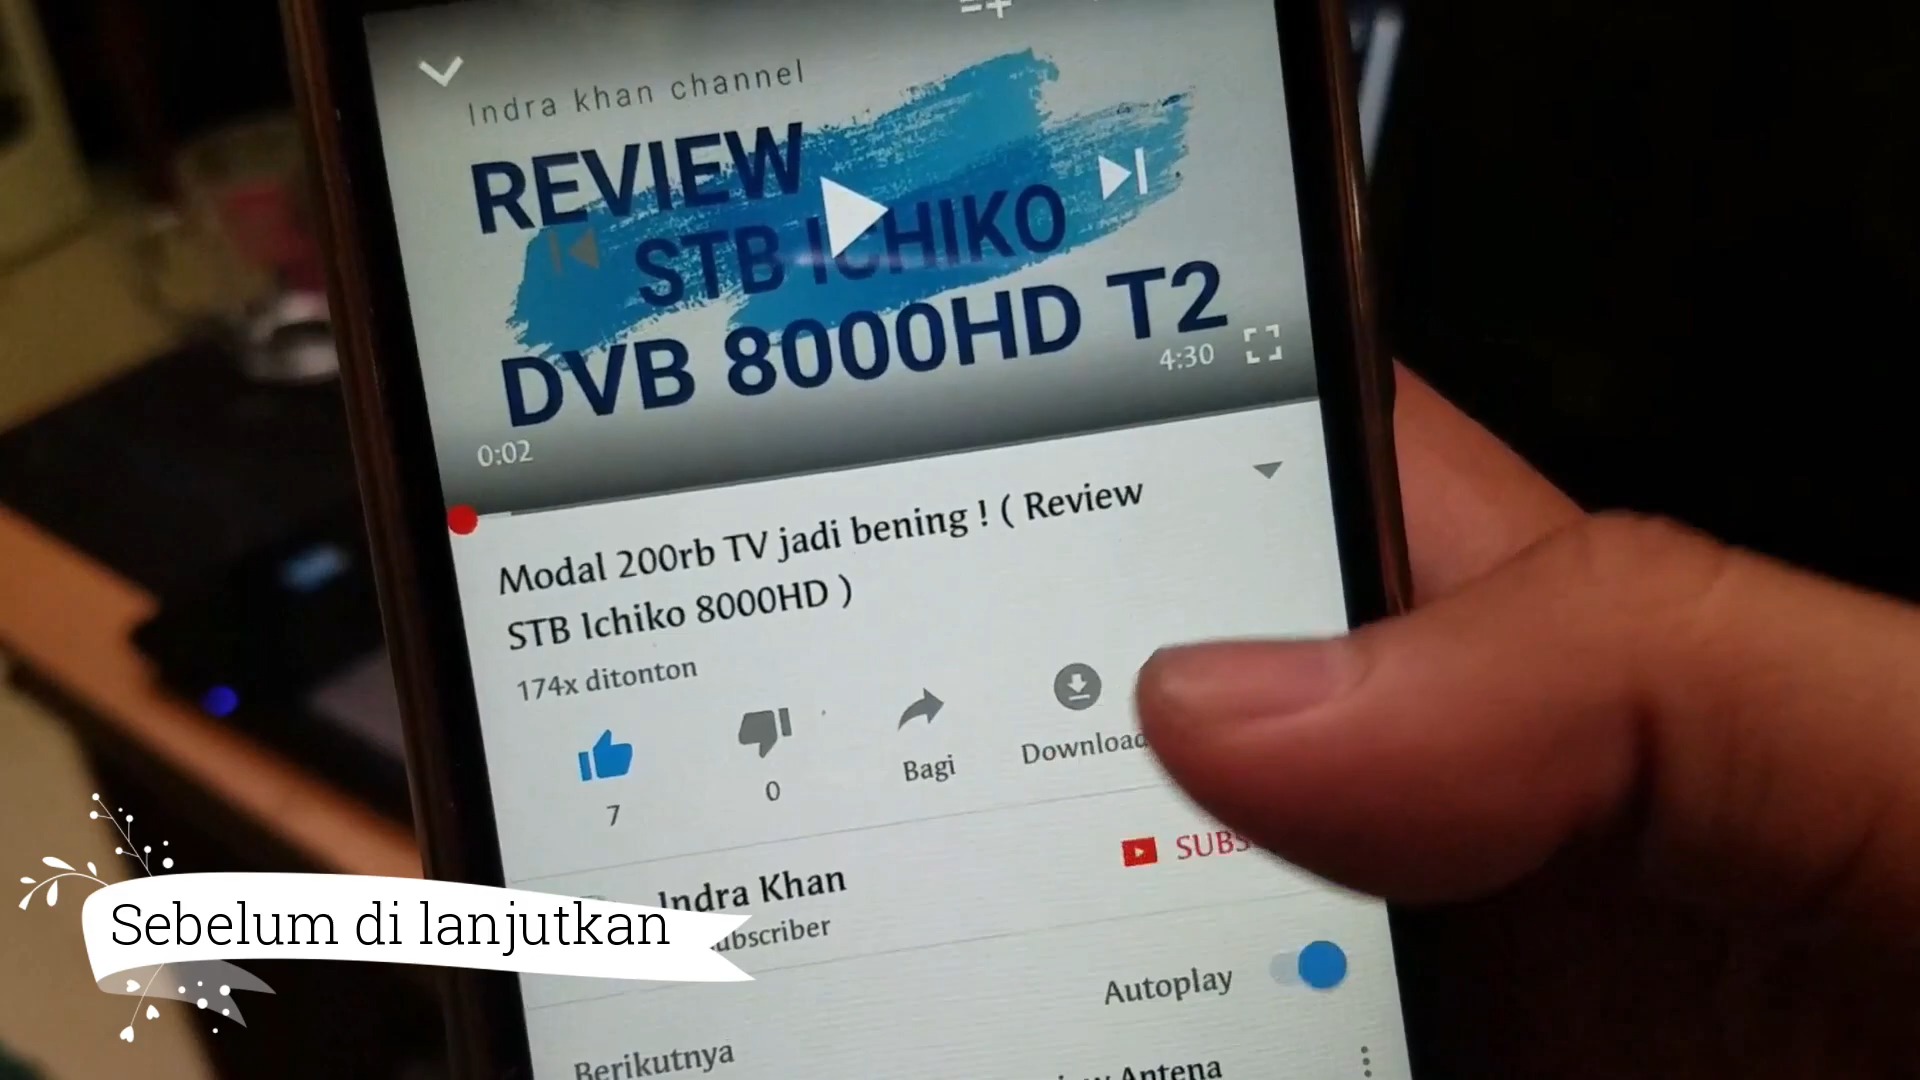 Indra khan channel
REVIEW
STB ICHIKO
DVB 8000HD T2
4:30
0:02
Modal 200rb TV jadi bening ! ( Review
STB Ichiko 8000HD )
174x ditonton
7
0
Bagi
Download
SUBS
Indra Khan
ubscriber
Sebelum di lanjutkan
Autoplay
Berikutnya
Antena